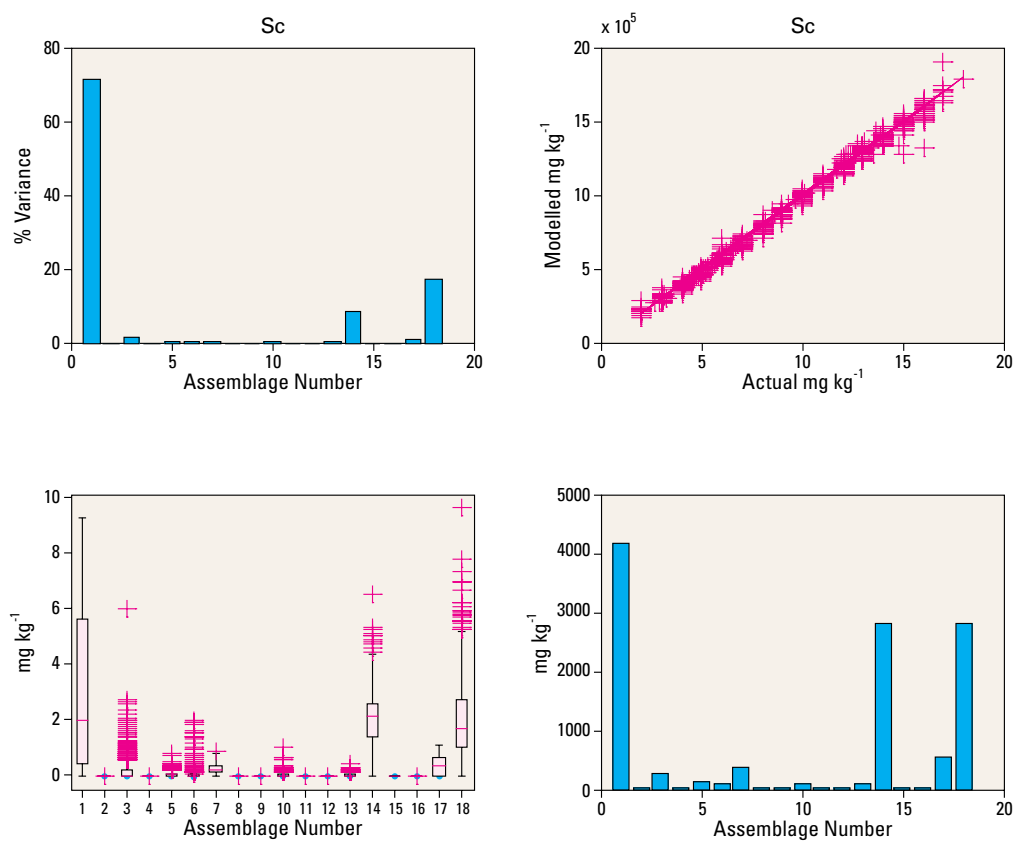 Sc
80
60
40
20
0
% Variance
0 5 10 15 20
Assemblage Number
x 10⁵
Sc
20
15
10
5
0
Modelled mg kg⁻¹
0 5 10 15 20
Actual mg kg⁻¹
10
8
6
4
2
0
mg kg⁻¹
1 2 3 4 5 6 7 8 9 10 11 12 13 14 15 16 17 18
Assemblage Number
5000
4000
3000
2000
1000
0
mg kg⁻¹
0 5 10 15 20
Assemblage Number